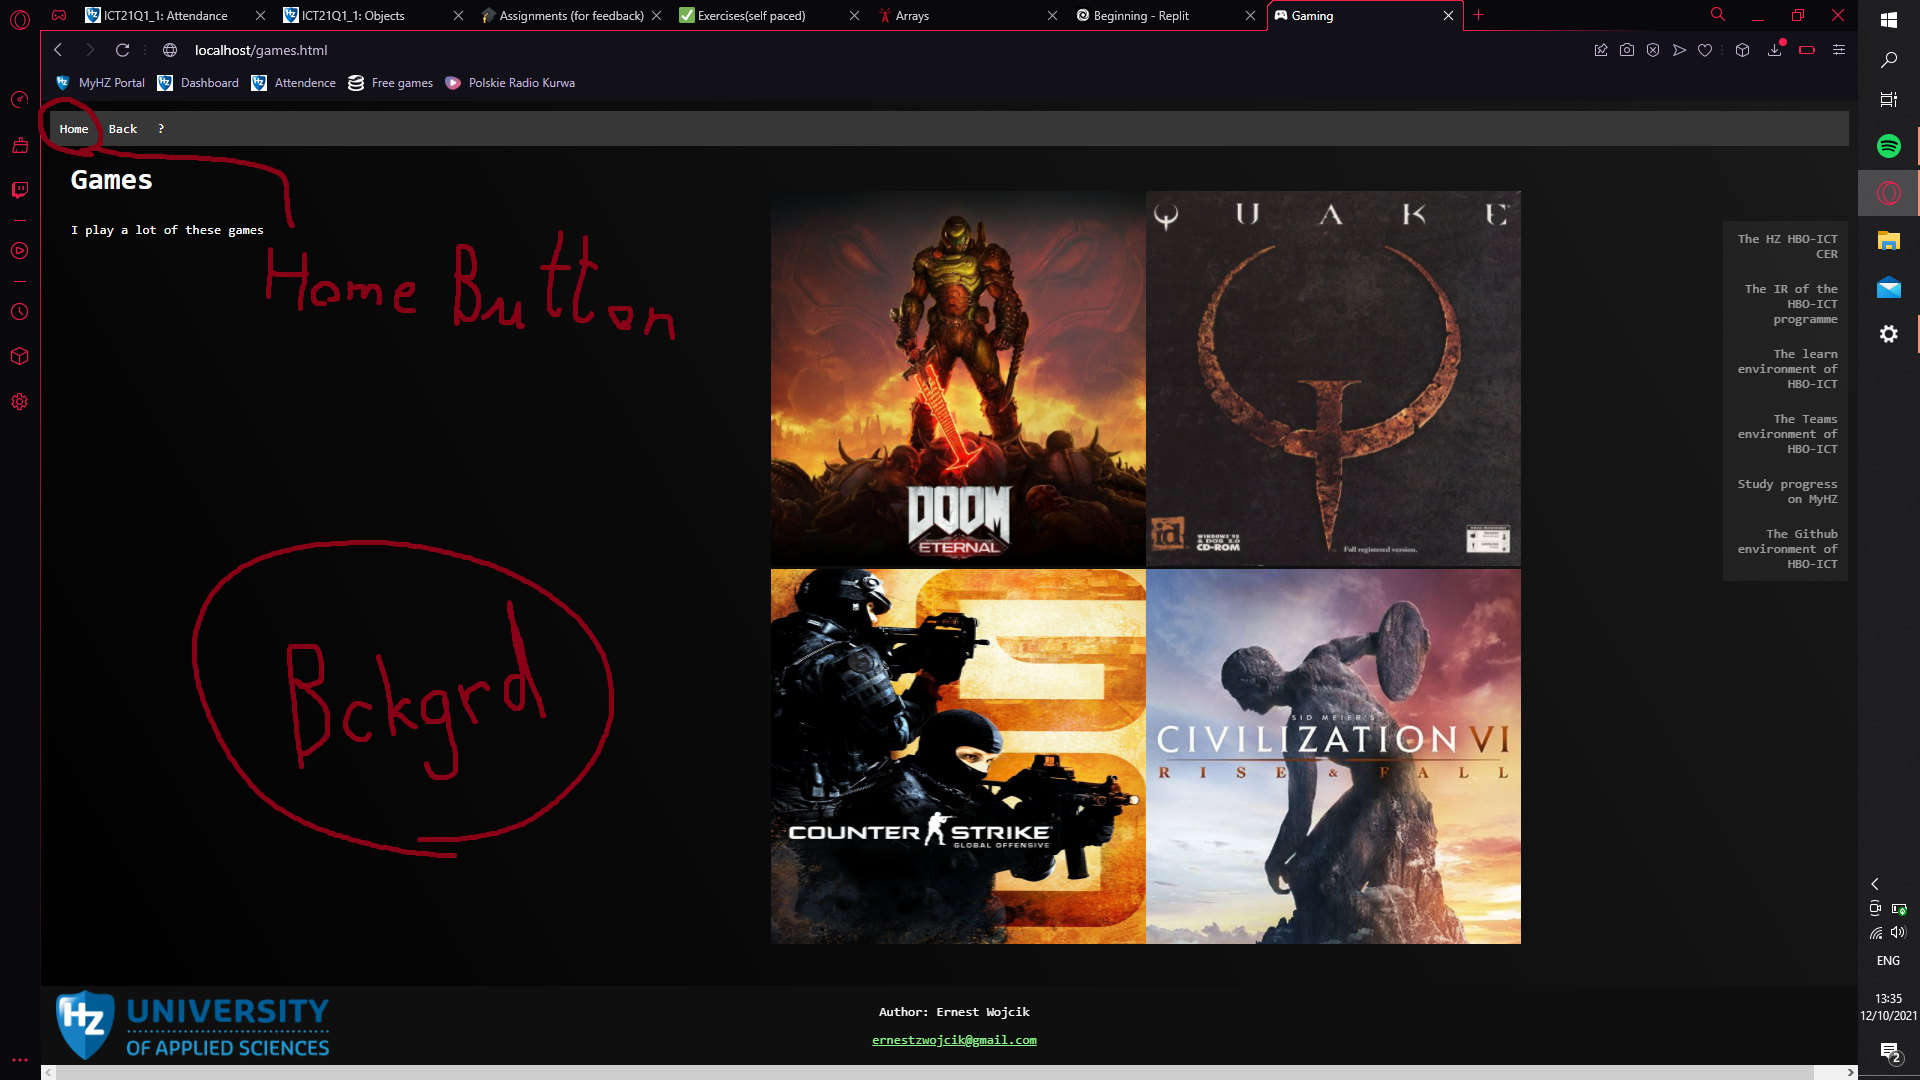 ICT21Q1_1: Attendance
ICT21Q1_1: Objects
Assignments (for feedback)
Exercises(self paced)
Arrays
Beginning - Replit
Gaming
localhost/games.html
MyHZ Portal
Dashboard
Attendence
Free games
Polskie Radio Kurwa
Home Back ?
Games
I play a lot of these games
Home Button
Bckgrd
DOOM
ETERNAL
QUAKE
id
WINDOWS 95
& DOS 5.0
CD-ROM
Full registered version.
COUNTER STRIKE
GLOBAL OFFENSIVE
SID MEIER'S
CIVILIZATION VI
RISE & FALL
The HZ HBO-ICT
CER
The IR of the
HBO-ICT
programme
The learn
environment of
HBO-ICT
The Teams
environment of
HBO-ICT
Study progress
on MyHZ
The Github
environment of
HBO-ICT
HZ UNIVERSITY
OF APPLIED SCIENCES
Author: Ernest Wojcik
ernestzwojcik@gmail.com
ENG
13:35
12/10/2021
2